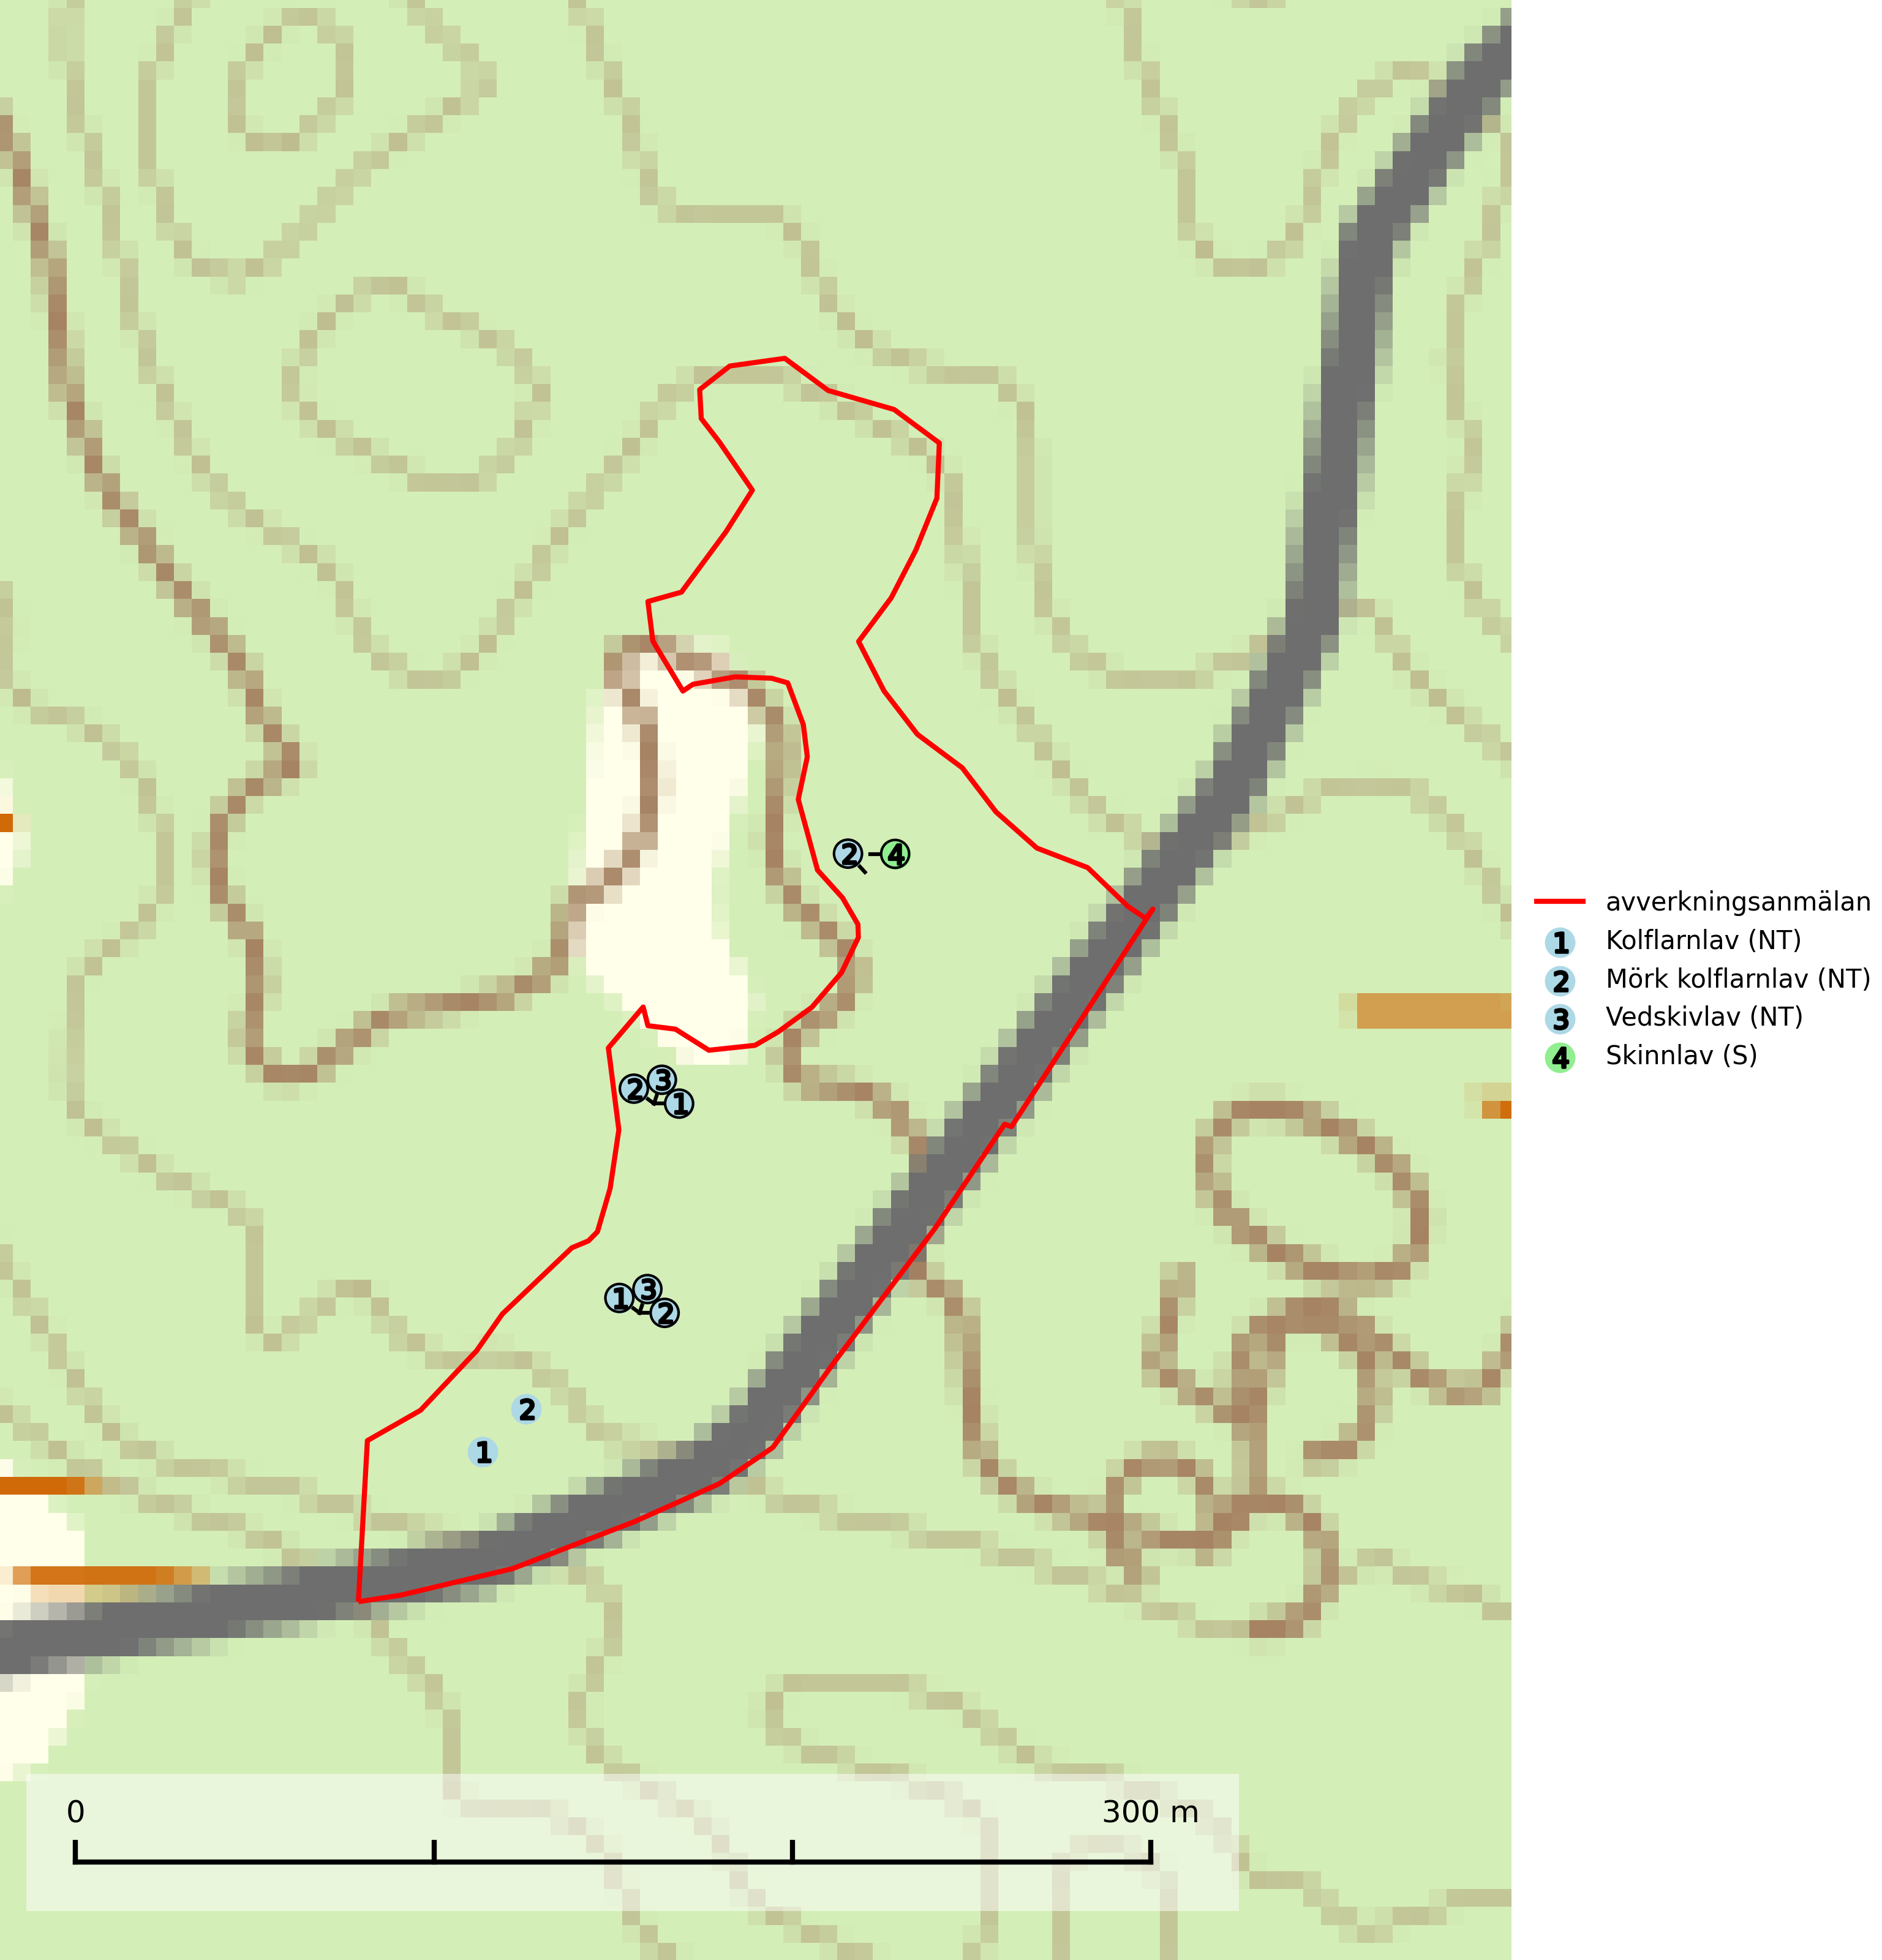 2 4
avverkningsanmälan
1 Kolflarnlav (NT)
2 Mörk kolflarnlav (NT)
3 Vedskivlav (NT)
4 Skinnlav (S)
2 3 1
1 3 2
2
1
0 300 m